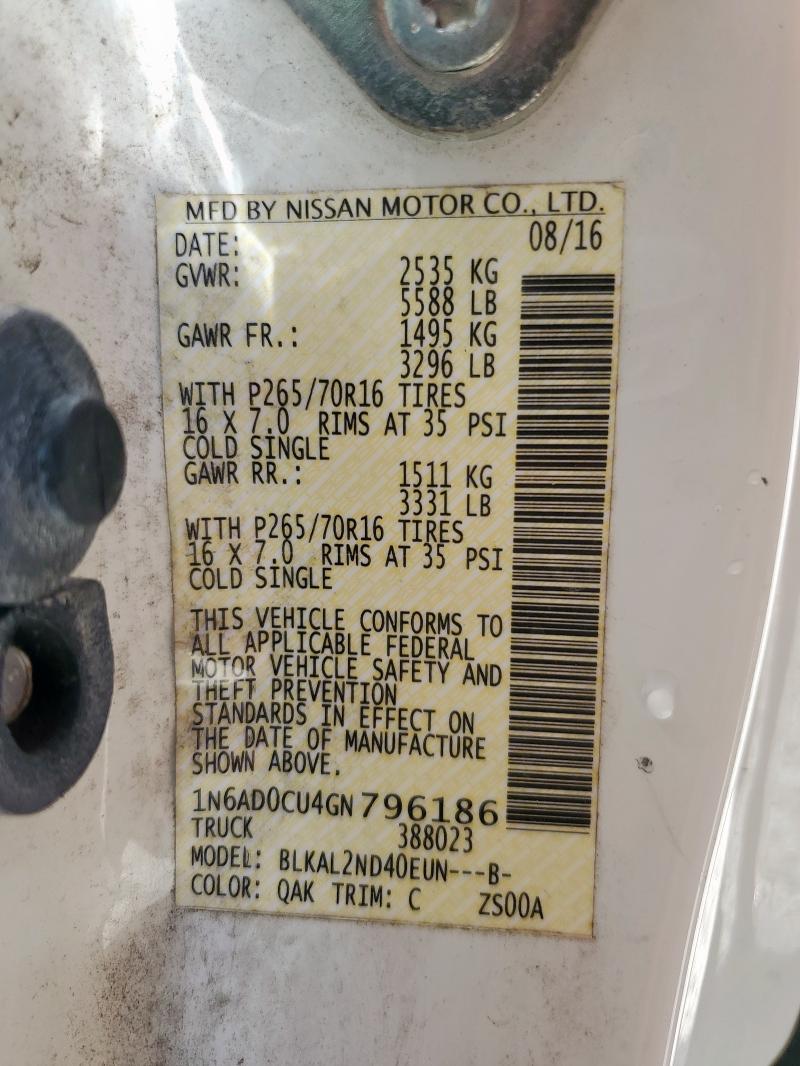 MFD BY NISSAN MOTOR CO., LTD.
DATE: 08/16
GVWR: 2535 KG
5588 LB
GAWR FR.: 1495 KG
3296 LB
WITH P265/70R16 TIRES
16 X 7.0 RIMS AT 35 PSI
COLD SINGLE
GAWR RR.: 1511 KG
3331 LB
WITH P265/70R16 TIRES
16 X 7.0 RIMS AT 35 PSI
COLD SINGLE
THIS VEHICLE CONFORMS TO
ALL APPLICABLE FEDERAL
MOTOR VEHICLE SAFETY AND
THEFT PREVENTION
STANDARDS IN EFFECT ON
THE DATE OF MANUFACTURE
SHOWN ABOVE.
1N6AD0CU4GN796186
TRUCK 388023
MODEL: BLKAL2ND40EUN---B-
COLOR: QAK TRIM: C ZS00A